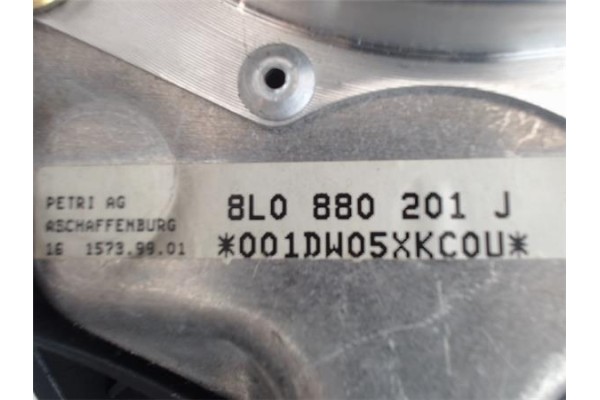 PETRI AG
ASCHAFFENBURG
16 1573.99.01
8L0 880 201 J
*001DW05XKC0U*